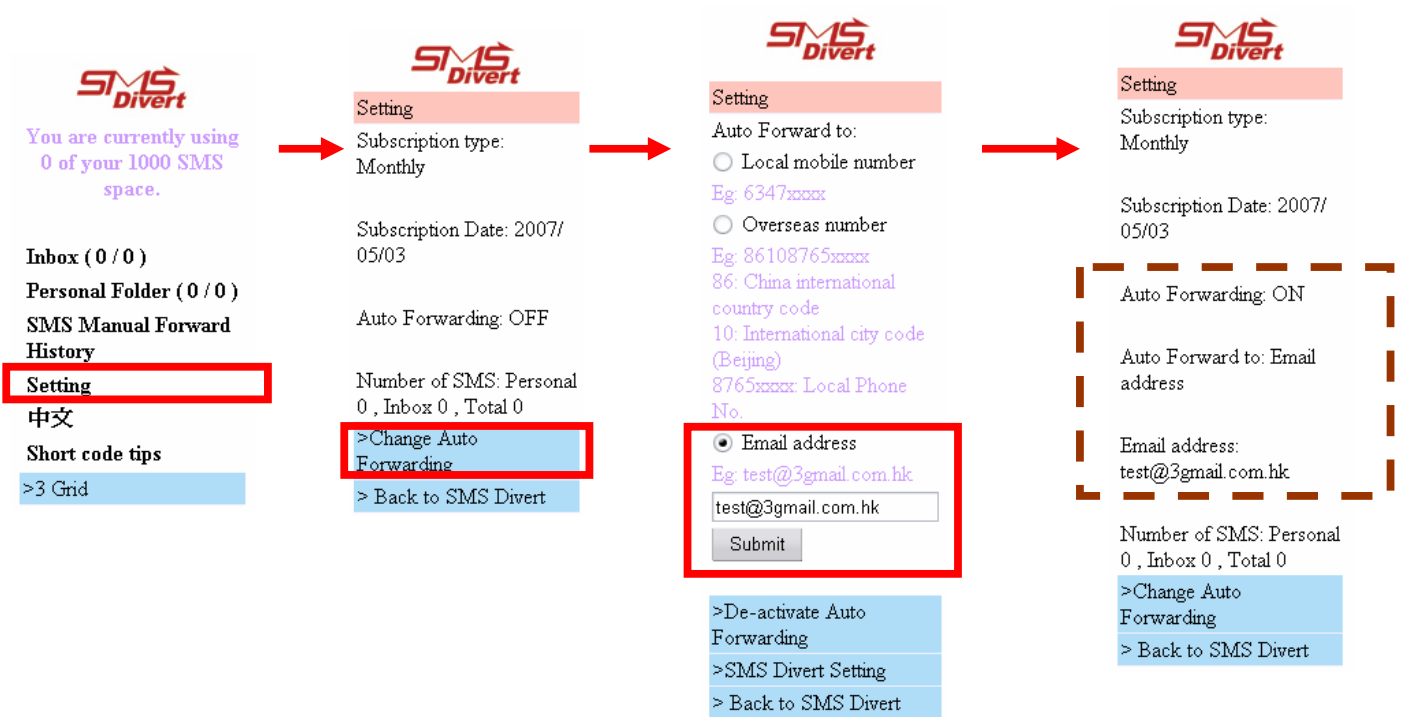 SMS
Divert
You are currently using
0 of your 1000 SMS
space.
Inbox ( 0 / 0 )
Personal Folder ( 0 / 0 )
SMS Manual Forward
History
Setting
中文
Short code tips
>3 Grid
SMS
Divert
Setting
Subscription type:
Monthly
Subscription Date: 2007/
05/03
Auto Forwarding: OFF
Number of SMS: Personal
0 , Inbox 0 , Total 0
>Change Auto
Forwarding
> Back to SMS Divert
SMS
Divert
Setting
Auto Forward to:
Local mobile number
Eg: 6347xxxx
Overseas number
Eg: 86108765xxxx
86: China international
country code
10: International city code
(Beijing)
8765xxxx: Local Phone
No.
Email address
Eg: test@3gmail.com.hk
test@3gmail.com.hk
Submit
>De-activate Auto
Forwarding
>SMS Divert Setting
> Back to SMS Divert
SMS
Divert
Setting
Subscription type:
Monthly
Subscription Date: 2007/
05/03
Auto Forwarding: ON
Auto Forward to: Email
address
Email address:
test@3gmail.com.hk
Number of SMS: Personal
0 , Inbox 0 , Total 0
>Change Auto
Forwarding
> Back to SMS Divert